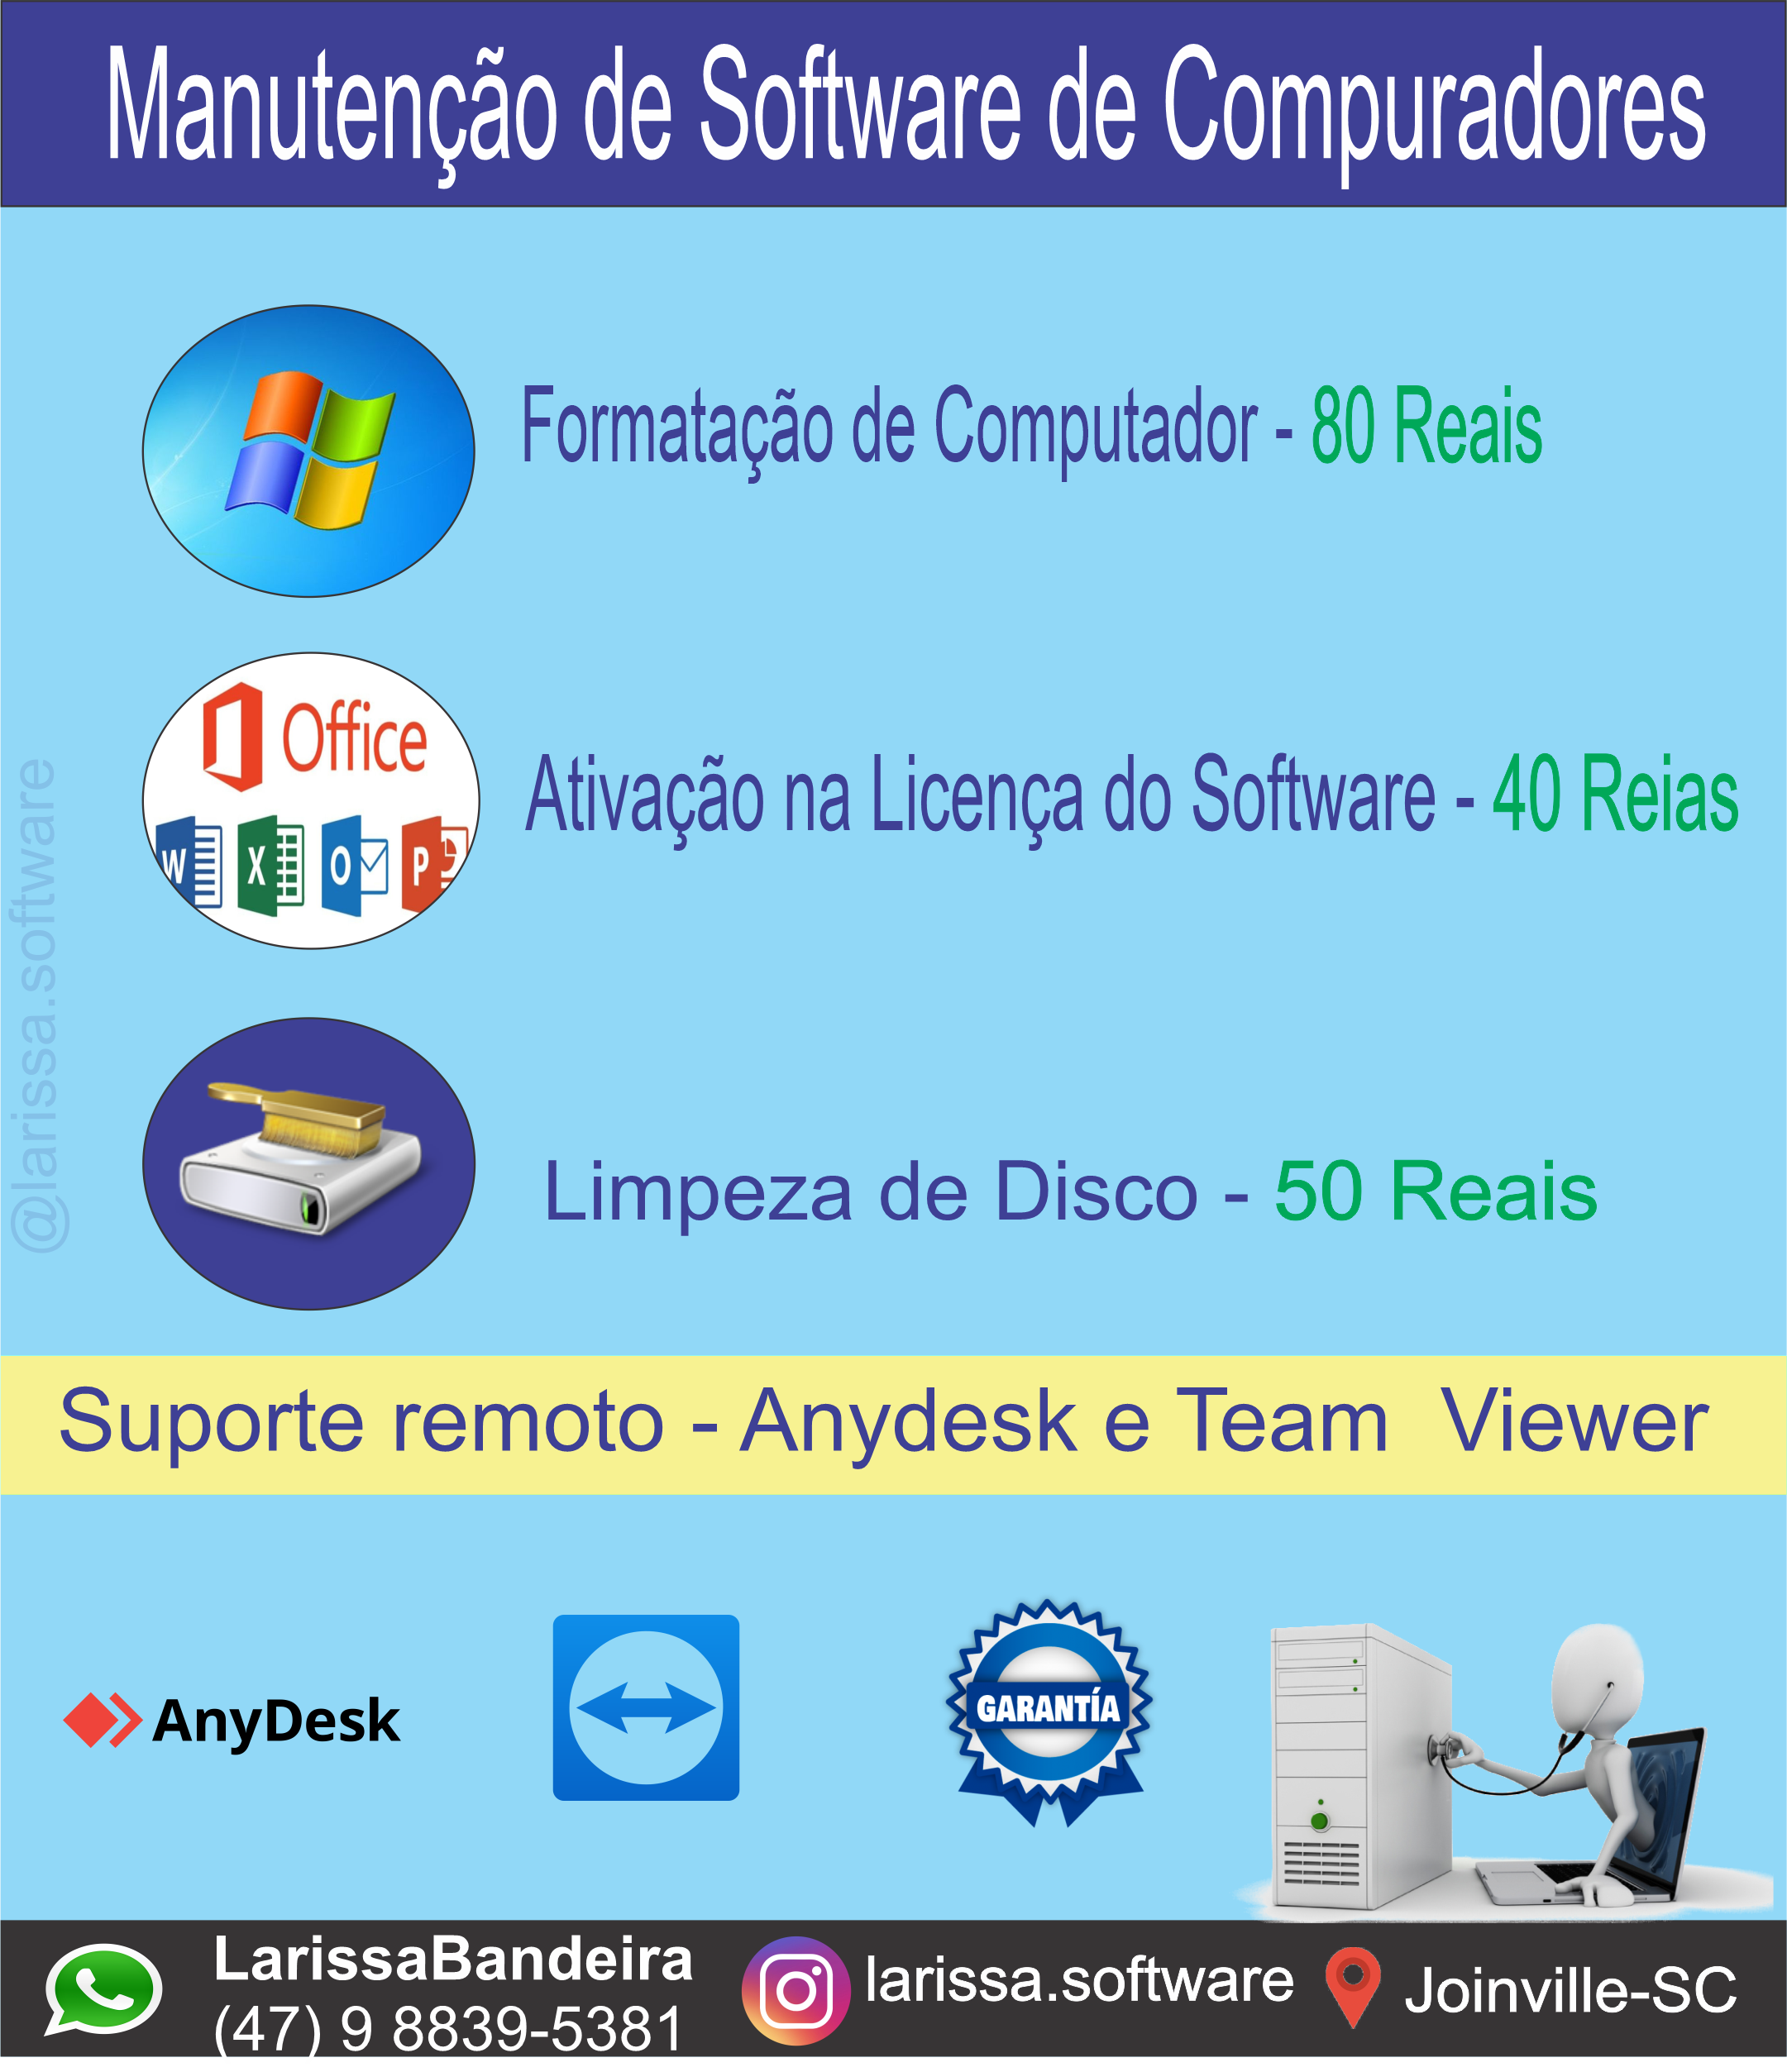 Manutenção de Software de Compuradores
Formatação de Computador - 80 Reais
Office
W X O P
Ativação na Licença do Software - 40 Reias
@larissa.software
Limpeza de Disco - 50 Reais
Suporte remoto - Anydesk e Team Viewer
AnyDesk
GARANTÍA
LarissaBandeira
(47) 9 8839-5381
larissa.software
Joinville-SC